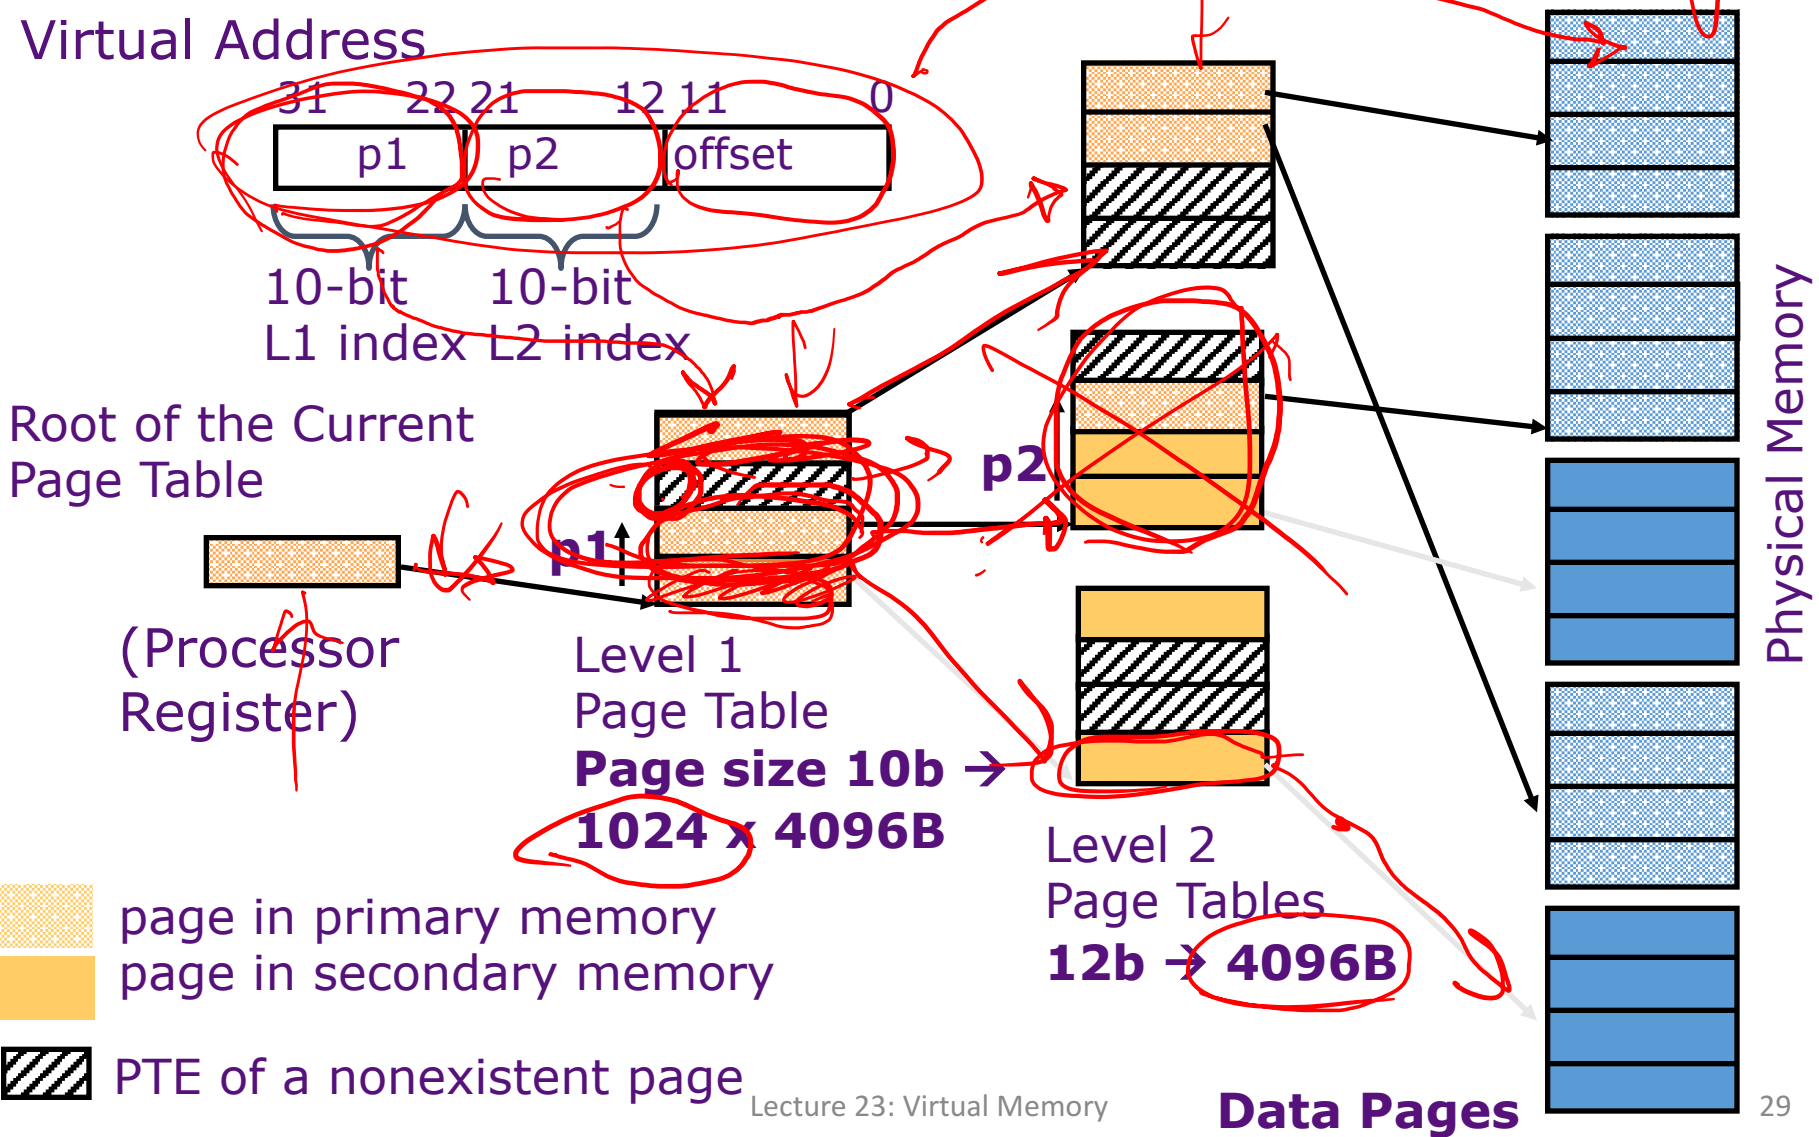 Virtual Address
31 22 21 12 11 0
p1 p2 offset
10-bit 10-bit
L1 index L2 index
Root of the Current
Page Table
(Processor
Register)
p1
p2
Level 1
Page Table
Page size 10b →
1024 x 4096B
Level 2
Page Tables
12b → 4096B
Physical Memory
page in primary memory
page in secondary memory
PTE of a nonexistent page
Lecture 23: Virtual Memory
Data Pages
29